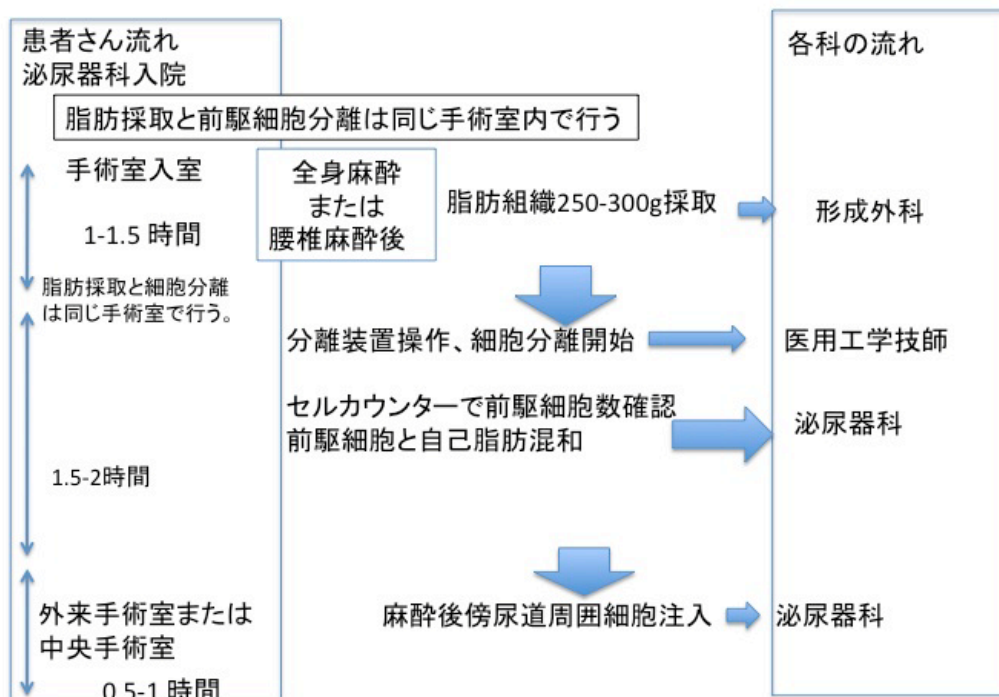 患者さん流れ
泌尿器科入院
各科の流れ
脂肪採取と前駆細胞分離は同じ手術室内で行う
手術室入室
1-1.5 時間
全身麻酔
または
腰椎麻酔後
脂肪組織250-300g採取
形成外科
脂肪採取と細胞分離
は同じ手術室で行う。
分離装置操作、細胞分離開始
医用工学技師
セルカウンターで前駆細胞数確認
前駆細胞と自己脂肪混和
泌尿器科
1.5-2時間
外来手術室または
中央手術室
麻酔後傍尿道周囲細胞注入
泌尿器科
0.5-1 時間